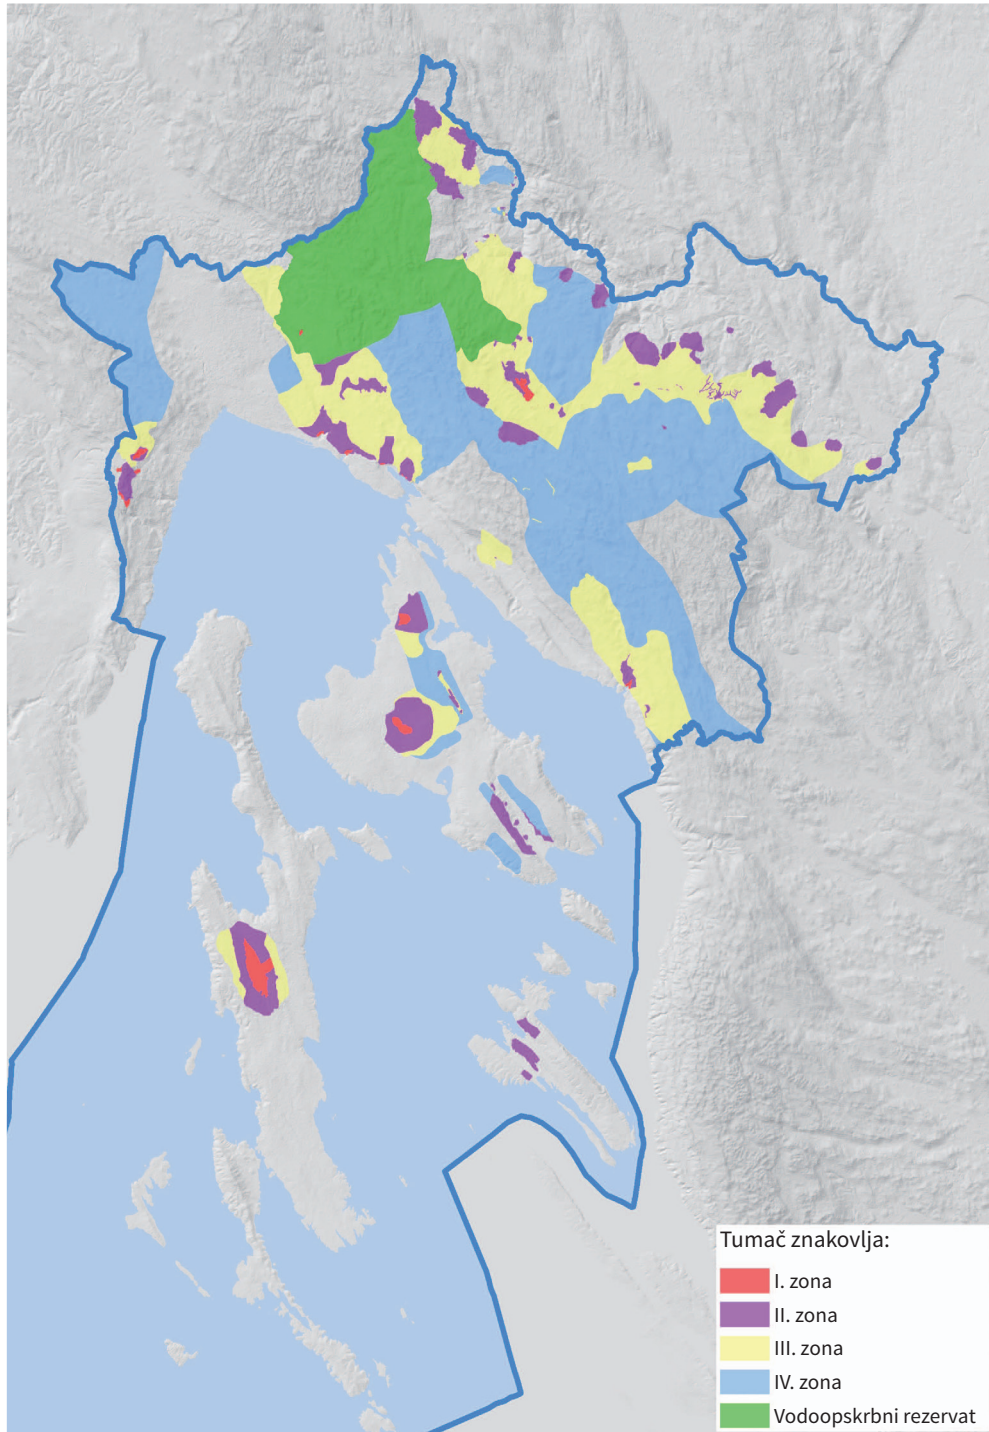 Tumač znakovlja:
I. zona
II. zona
III. zona
IV. zona
Vodoopskrbni rezervat